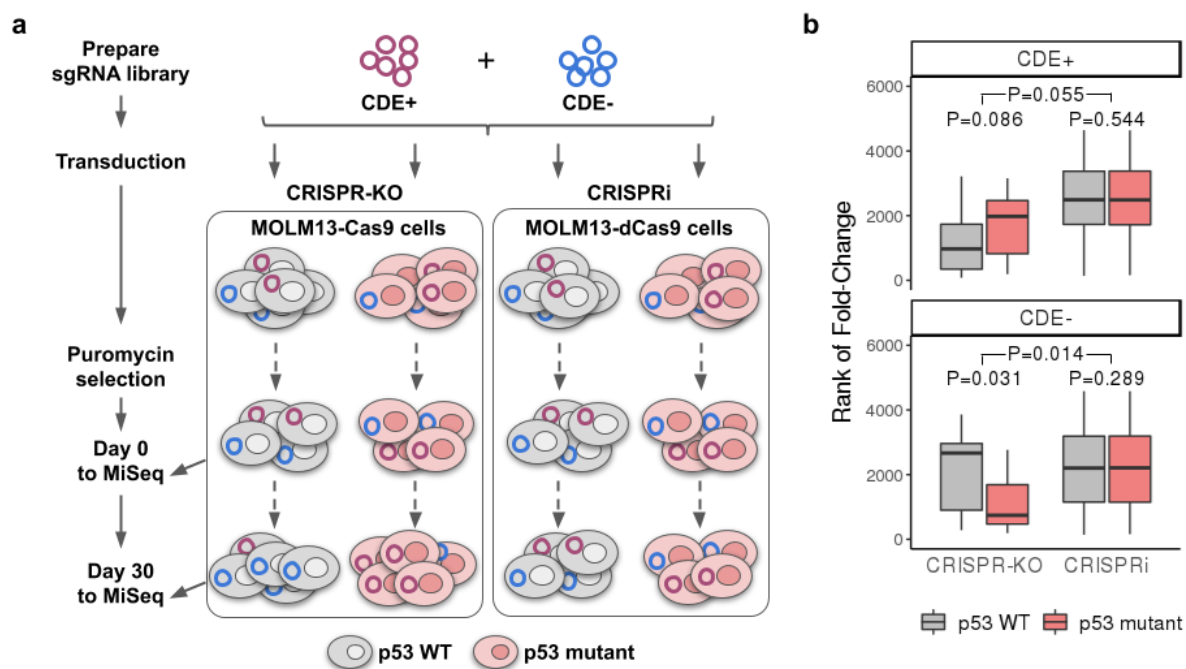 a
Prepare
sgRNA library
CDE+
+
CDE-
Transduction
CRISPR-KO
CRISPRi
MOLM13-Cas9 cells
MOLM13-dCas9 cells
Puromycin
selection
Day 0
to MiSeq
Day 30
to MiSeq
p53 WT
p53 mutant
b
CDE+
Rank of Fold-Change
6000
4000
2000
0
P=0.055
P=0.086
P=0.544
CDE-
6000
4000
2000
0
P=0.014
P=0.031
P=0.289
CRISPR-KO
CRISPRi
p53 WT
p53 mutant